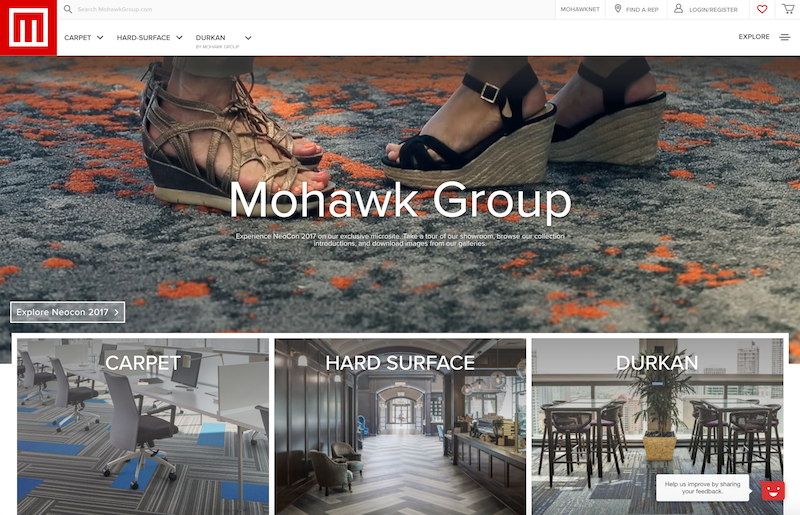 Search MohawkGroup.com
MOHAWKNET
FIND A REP
LOGIN/REGISTER
CARPET
HARD-SURFACE
DURKAN
BY MOHAWK GROUP
EXPLORE
Mohawk Group
Experience NeoCon 2017 on our exclusive microsite. Take a tour of our showroom, browse our collection
introductions, and download images from our galleries.
Explore Neocon 2017
CARPET
HARD SURFACE
DURKAN
Help us improve by sharing
your feedback.